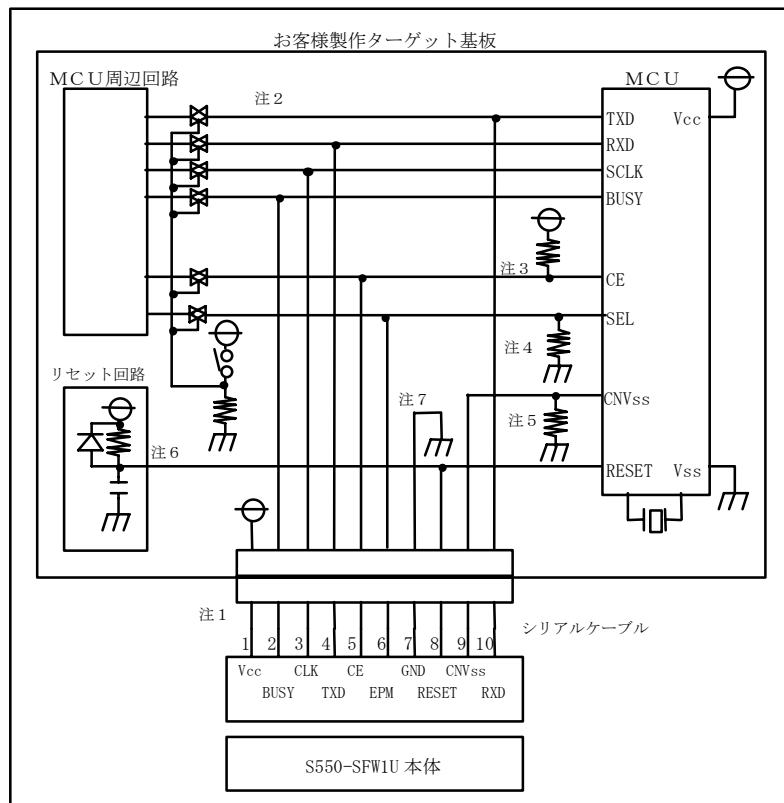 お客様製作ターゲット基板
MCU周辺回路
MCU
注2
TXD
Vcc
RXD
SCLK
BUSY
注3
CE
SEL
注4
リセット回路
注7
CNVss
注5
注6
RESET
Vss
注1
シリアルケーブル
1 2 3 4 5 6 7 8 9 10
Vcc CLK CE GND CNVss
BUSY TXD EPM RESET RXD
S550-SFW1U 本体